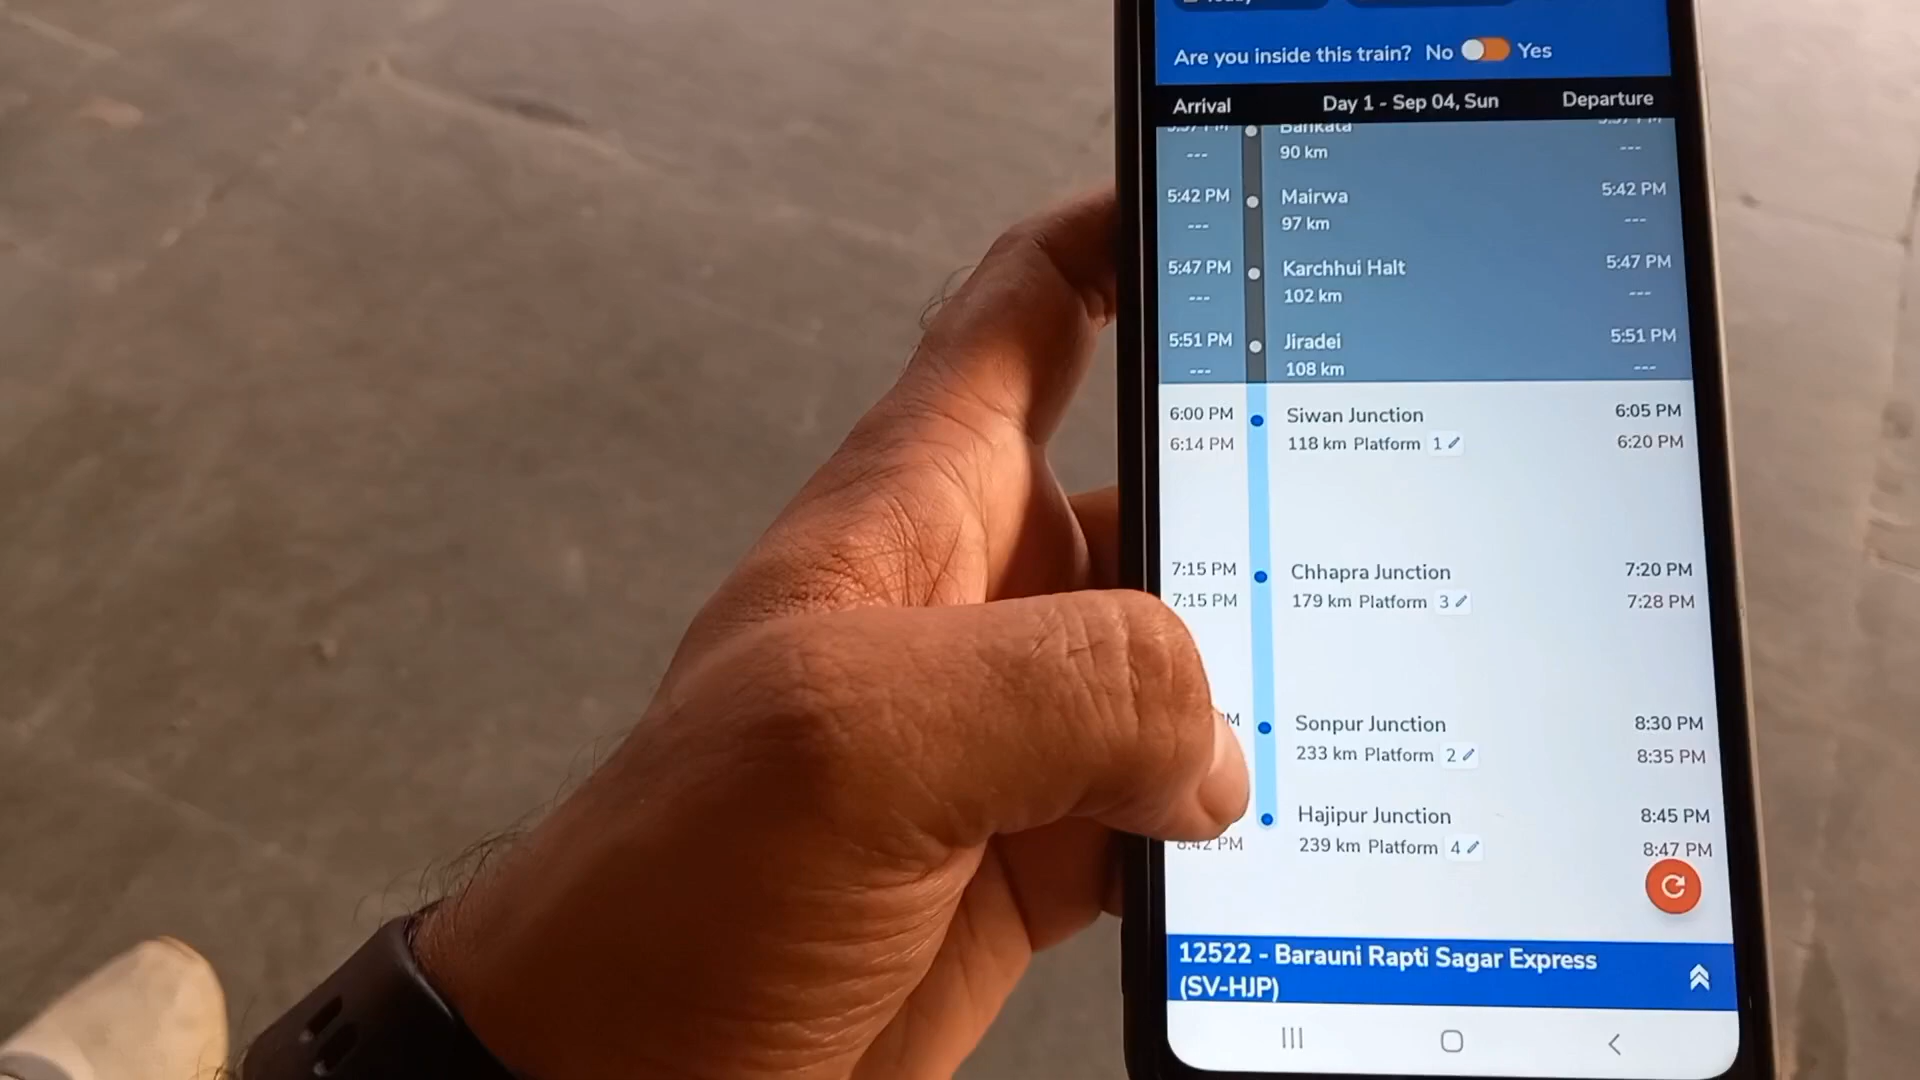 Today
Are you inside this train? No Yes
Arrival Day 1 - Sep 04, Sun Departure
5:37 PM Bankata 5:37 PM
--- 90 km ---
5:42 PM Mairwa 5:42 PM
--- 97 km ---
5:47 PM Karchhui Halt 5:47 PM
--- 102 km ---
5:51 PM Jiradei 5:51 PM
--- 108 km ---
6:00 PM Siwan Junction 6:05 PM
6:14 PM 118 km Platform 1 6:20 PM
7:15 PM Chhapra Junction 7:20 PM
7:15 PM 179 km Platform 3 7:28 PM
Sonpur Junction 8:30 PM
233 km Platform 2 8:35 PM
Hajipur Junction 8:45 PM
8:42 PM 239 km Platform 4 8:47 PM
12522 - Barauni Rapti Sagar Express
(SV-HJP)